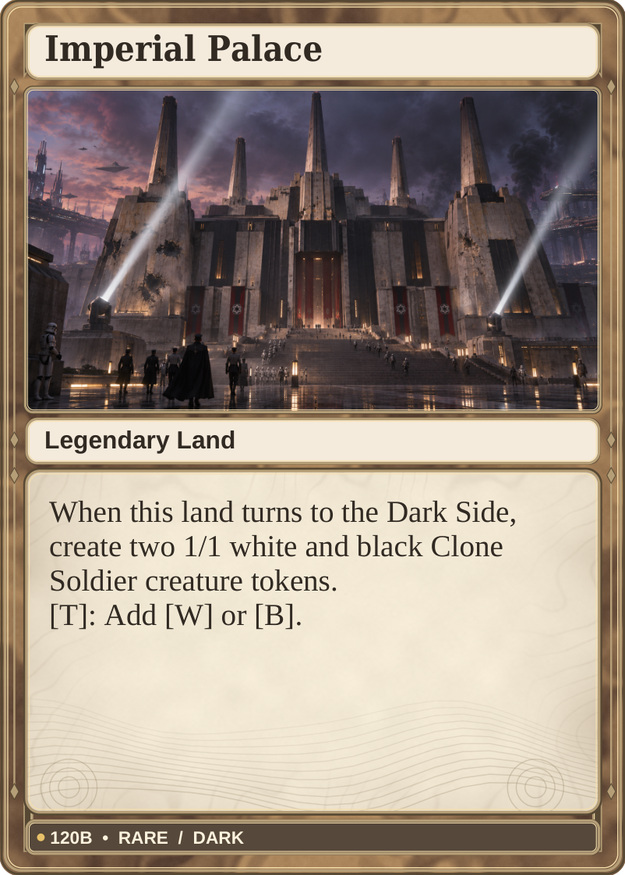 Imperial Palace
Legendary Land
When this land turns to the Dark Side,
create two 1/1 white and black Clone
Soldier creature tokens.
[T]: Add [W] or [B].
120B • RARE / DARK